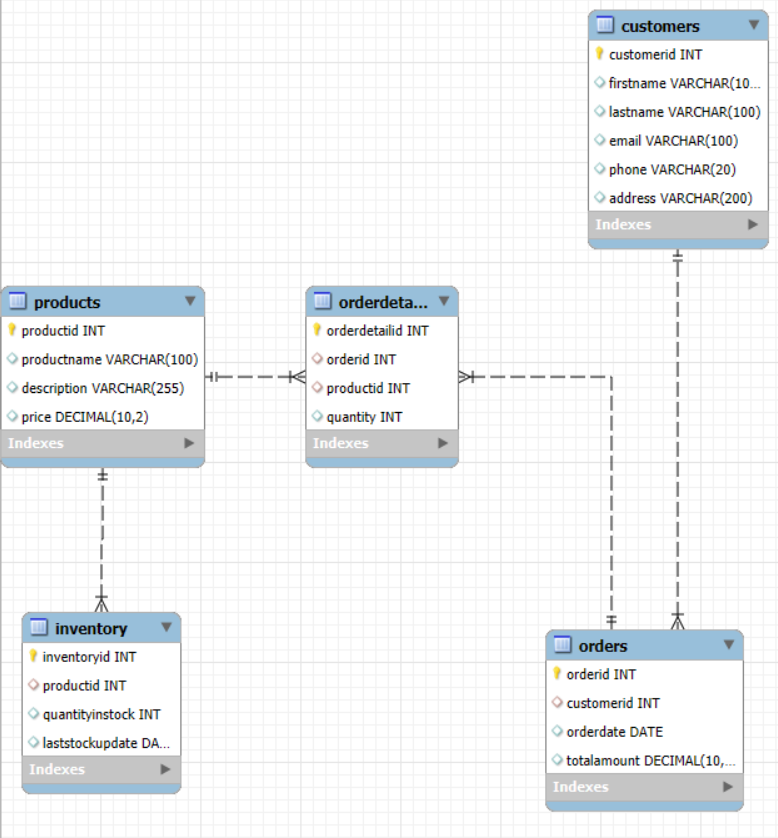 customers
customerid INT
firstname VARCHAR(10...
lastname VARCHAR(100)
email VARCHAR(100)
phone VARCHAR(20)
address VARCHAR(200)
Indexes
products
productid INT
productname VARCHAR(100)
description VARCHAR(255)
price DECIMAL(10,2)
Indexes
orderdeta...
orderdetailid INT
orderid INT
productid INT
quantity INT
Indexes
inventory
inventoryid INT
productid INT
quantityinstock INT
laststockupdate DA...
Indexes
orders
orderid INT
customerid INT
orderdate DATE
totalamount DECIMAL(10,...
Indexes